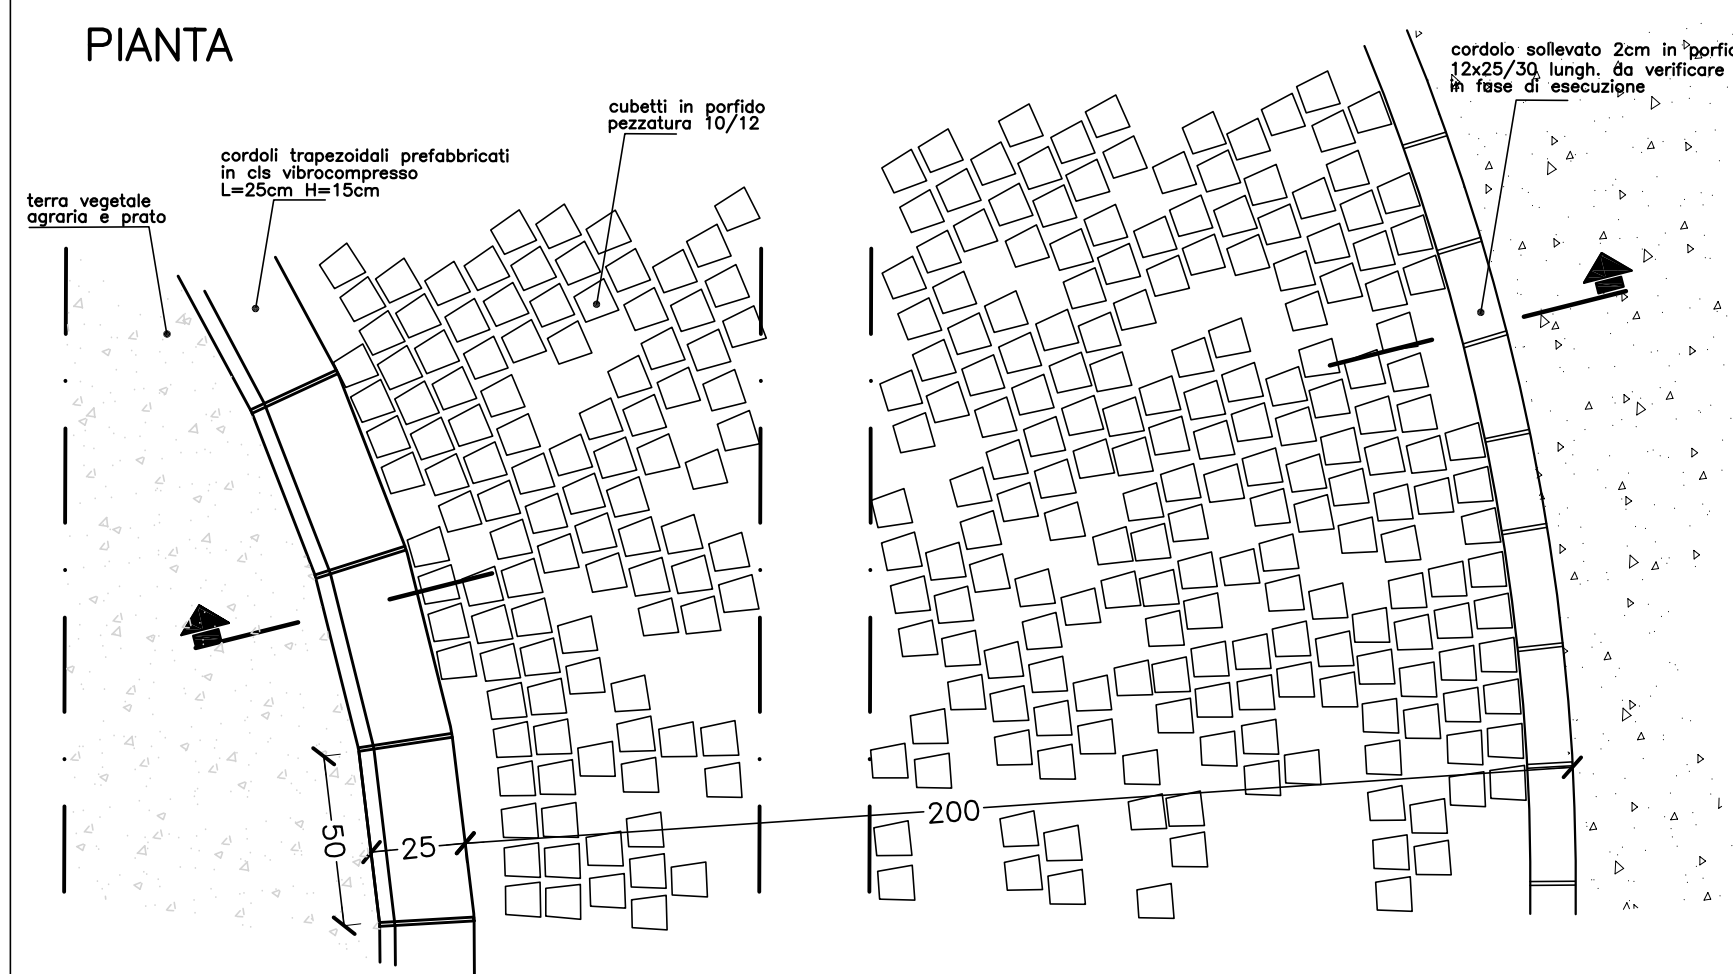 PIANTA
cordolo sollevato 2cm in
12x25/30 lungh. da verificare
in fase di esecuzione
cubetti in porfido
pezzatura 10/12
cordoli trapezoidali prefabbricati
in cls vibrocompresso
L=25cm H=15cm
terra vegetale
agraria e prato
200
50
25